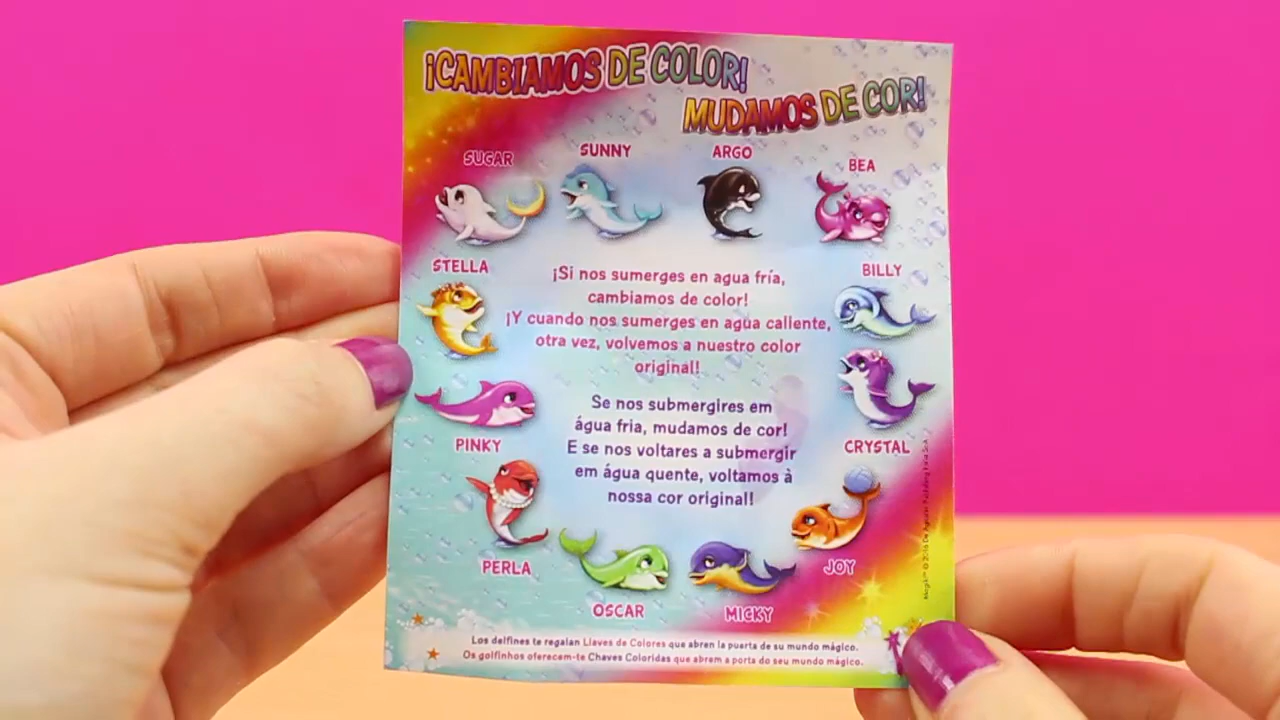 ¡CAMBIAMOS DE COLOR!
MUDAMOS DE COR!
SUGAR
SUNNY
ARGO
BEA
STELLA
BILLY
¡Si nos sumerges en agua fría,
cambiamos de color!
¡Y cuando nos sumerges en agua caliente,
otra vez, volvemos a nuestro color
original!
Se nos submergires em
água fria, mudamos de cor!
E se nos voltares a submergir
em água quente, voltamos à
nossa cor original!
PINKY
CRYSTAL
PERLA
JOY
OSCAR
MICKY
Los delfines te regalan Llaves de Colores que abren la puerta de su mundo mágico.
Os golfinhos oferecem-te Chaves Coloridas que abrem a porta do seu mundo mágico.